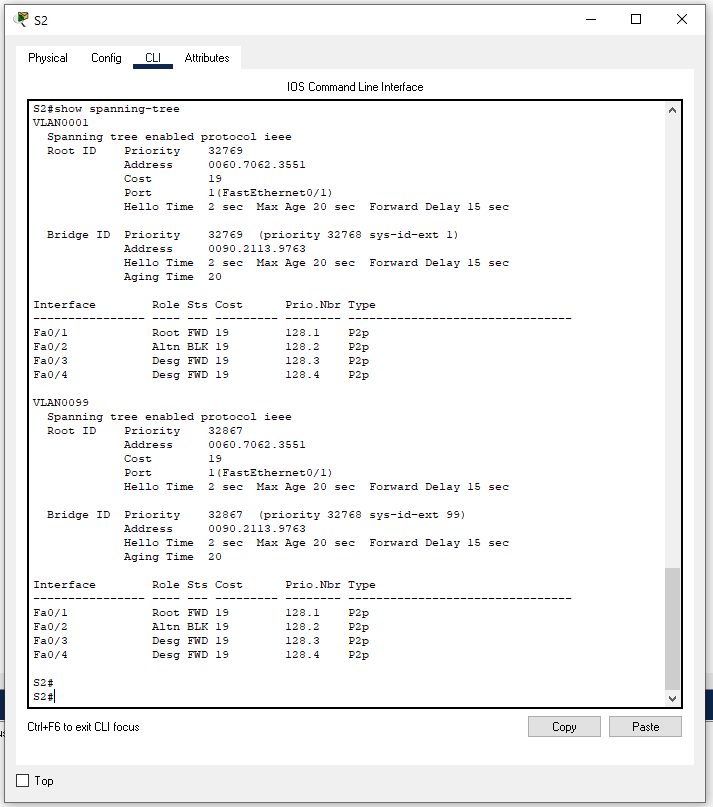 S2
Physical Config CLI Attributes
IOS Command Line Interface
S2#show spanning-tree
VLAN0001
  Spanning tree enabled protocol ieee
  Root ID    Priority    32769
             Address     0060.7062.3551
             Cost        19
             Port        1(FastEthernet0/1)
             Hello Time  2 sec  Max Age 20 sec  Forward Delay 15 sec

  Bridge ID  Priority    32769  (priority 32768 sys-id-ext 1)
             Address     0090.2113.9763
             Hello Time  2 sec  Max Age 20 sec  Forward Delay 15 sec
             Aging Time  20

Interface        Role Sts Cost      Prio.Nbr Type
---------------- ---- --- --------- -------- --------------------------------
Fa0/1            Root FWD 19        128.1    P2p
Fa0/2            Altn BLK 19        128.2    P2p
Fa0/3            Desg FWD 19        128.3    P2p
Fa0/4            Desg FWD 19        128.4    P2p

VLAN0099
  Spanning tree enabled protocol ieee
  Root ID    Priority    32867
             Address     0060.7062.3551
             Cost        19
             Port        1(FastEthernet0/1)
             Hello Time  2 sec  Max Age 20 sec  Forward Delay 15 sec

  Bridge ID  Priority    32867  (priority 32768 sys-id-ext 99)
             Address     0090.2113.9763
             Hello Time  2 sec  Max Age 20 sec  Forward Delay 15 sec
             Aging Time  20

Interface        Role Sts Cost      Prio.Nbr Type
---------------- ---- --- --------- -------- --------------------------------
Fa0/1            Root FWD 19        128.1    P2p
Fa0/2            Altn BLK 19        128.2    P2p
Fa0/3            Desg FWD 19        128.3    P2p
Fa0/4            Desg FWD 19        128.4    P2p

S2#
S2#
Ctrl+F6 to exit CLI focus
Copy Paste
Top